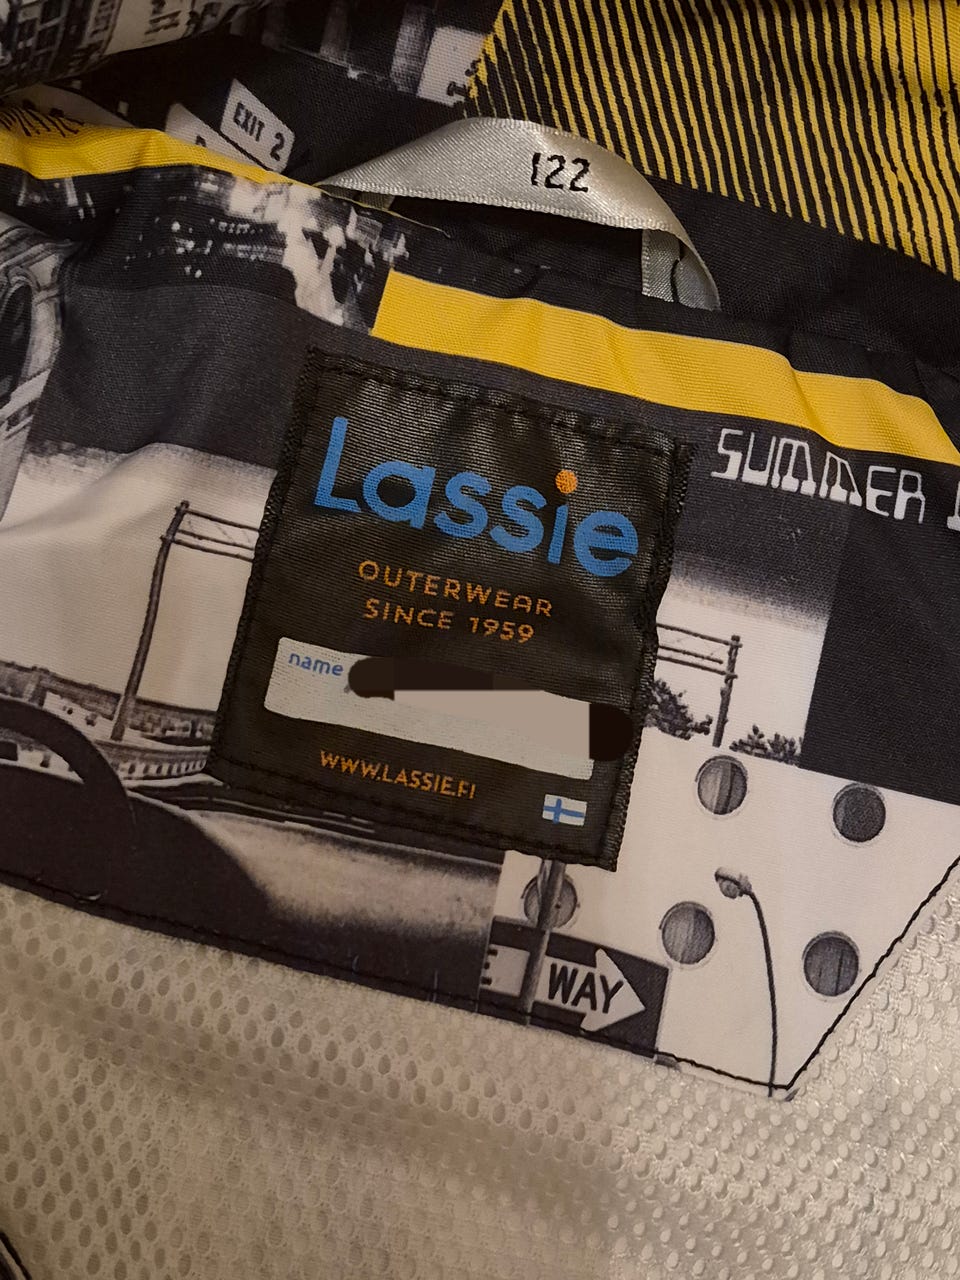 EXIT 2
122
SUMMER
Lassie
OUTERWEAR
SINCE 1959
name
WWW.LASSIE.FI
WAY